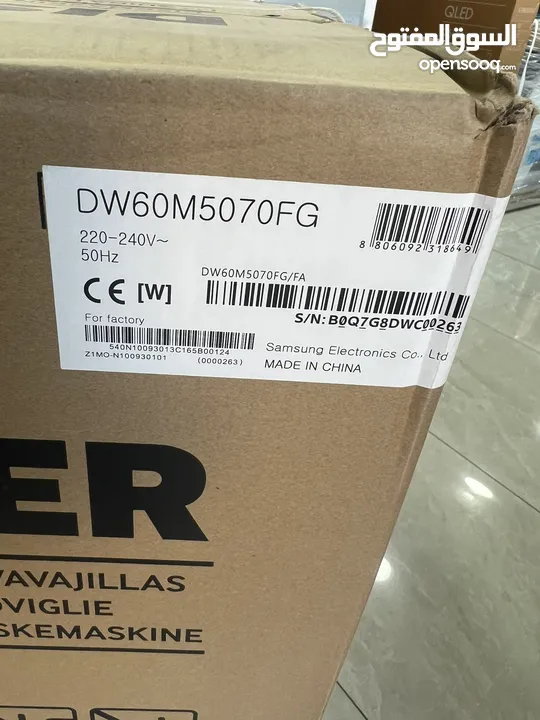 QLED
السوق المفتوح
opensooq.com
DW60M5070FG
220-240V~
50Hz
8 806092 318649
DW60M5070FG/FA
CE [W]
S/N: B0Q7G8DWC00263
For factory
540N10093013C165B00124
Z1MO-N100930101 (0000263)
Samsung Electronics Co., Ltd
MADE IN CHINA
ER
VAVAJILLAS
OVIGLIE
SKEMASKINE